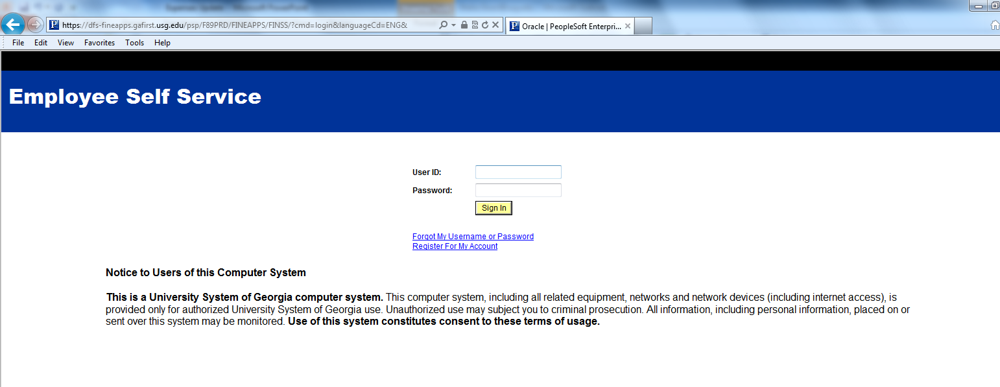 https://dfs-fineapps.gafirst.usg.edu/psp/F89PRD/FINEAPPS/FINSS/?cmd=login&languageCd=ENG&
Oracle | PeopleSoft Enterpri...
File Edit View Favorites Tools Help
Employee Self Service
User ID:
Password:
Sign In
Forgot My Username or Password
Register For My Account
Notice to Users of this Computer System
This is a University System of Georgia computer system. This computer system, including all related equipment, networks and network devices (including internet access), is
provided only for authorized University System of Georgia use. Unauthorized use may subject you to criminal prosecution. All information, including personal information, placed on or
sent over this system may be monitored. Use of this system constitutes consent to these terms of usage.